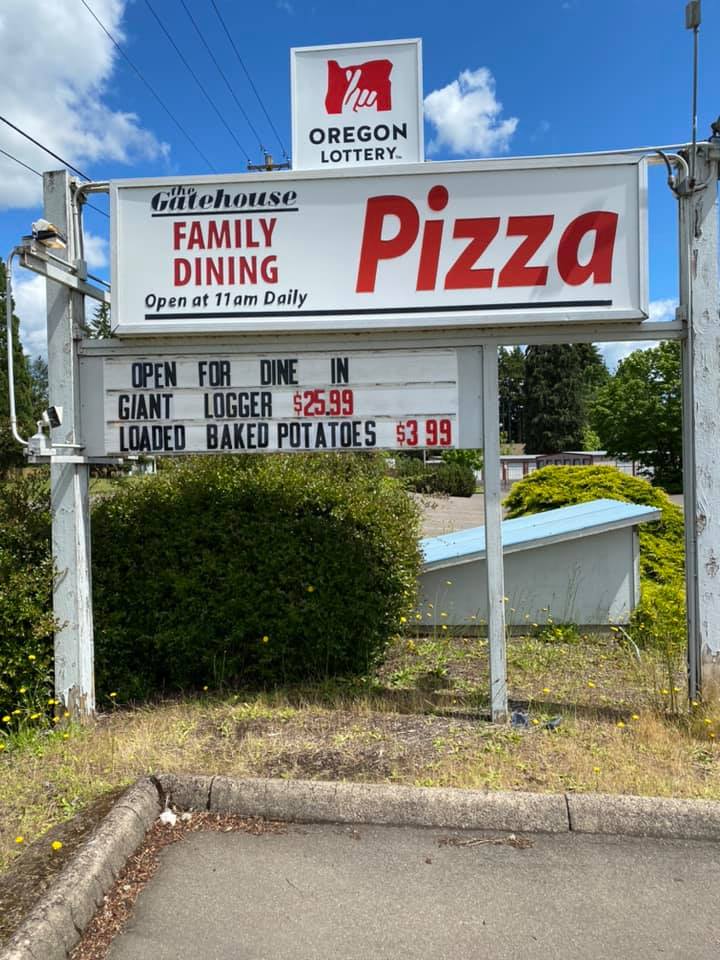 OREGON
LOTTERY
the
Gatehouse
FAMILY
DINING
Open at 11am Daily
Pizza
OPEN FOR DINE IN
GIANT LOGGER $25.99
LOADED BAKED POTATOES $3 99